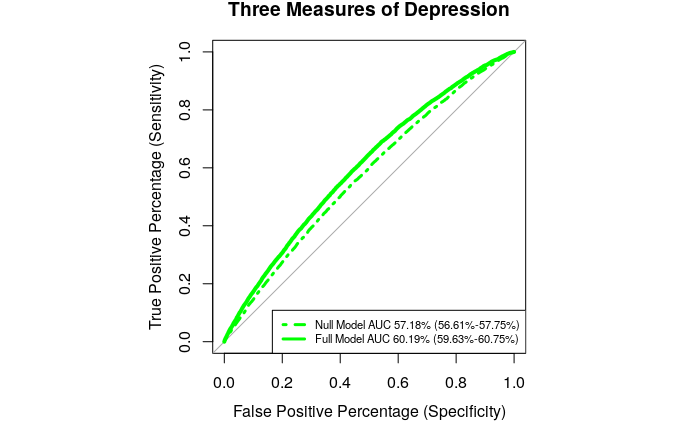 Three Measures of Depression
True Positive Percentage (Sensitivity)
1.0
0.8
0.6
0.4
0.2
0.0
Null Model AUC 57.18% (56.61%-57.75%)
Full Model AUC 60.19% (59.63%-60.75%)
0.0 0.2 0.4 0.6 0.8 1.0
False Positive Percentage (Specificity)